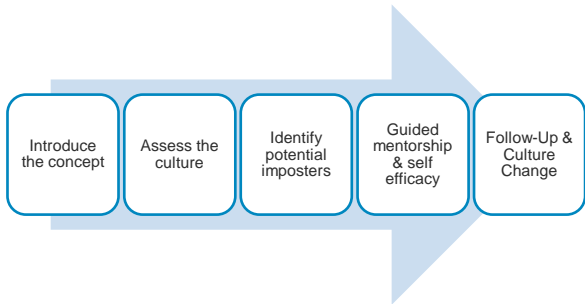 Introduce
the concept
Assess the
culture
Identify
potential
imposters
Guided
mentorship
& self
efficacy
Follow-Up &
Culture
Change